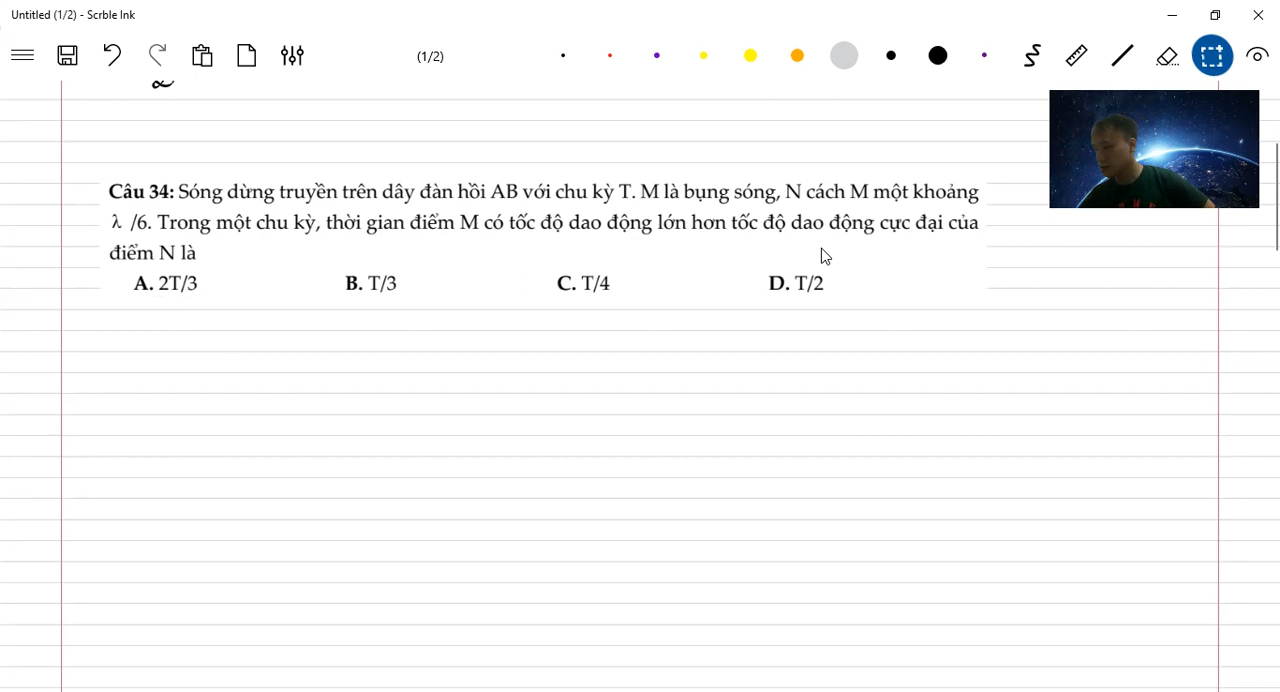 Untitled (1/2) - Scrble Ink
(1/2)
Câu 34: Sóng dừng truyền trên dây đàn hồi AB với chu kỳ T. M là bụng sóng, N cách M một khoảng
λ /6. Trong một chu kỳ, thời gian điểm M có tốc độ dao động lớn hơn tốc độ dao động cực đại của
điểm N là
A. 2T/3 B. T/3 C. T/4 D. T/2